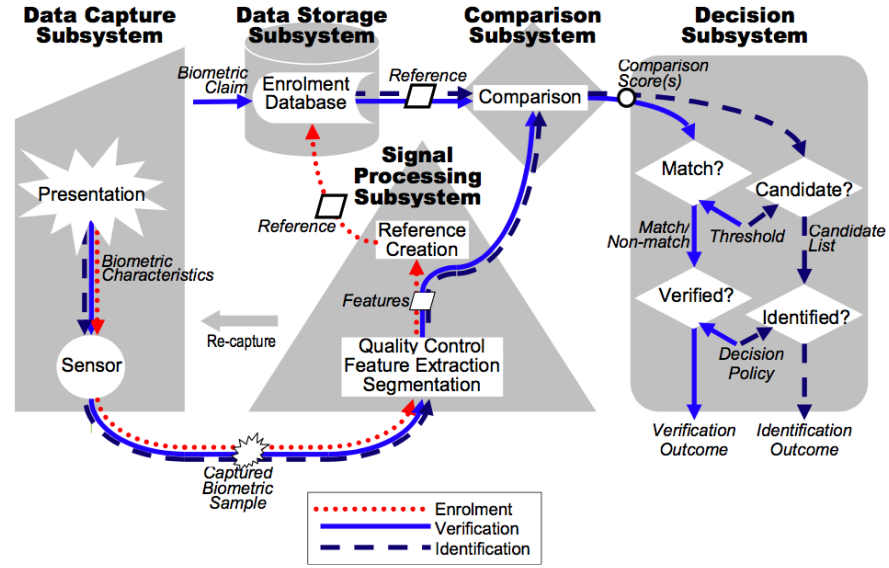 Data Capture
Subsystem
Data Storage
Subsystem
Comparison
Subsystem
Decision
Subsystem
Biometric
Claim
Enrolment
Database
Reference
Comparison
Comparison
Score(s)
Signal
Processing
Subsystem
Presentation
Match?
Candidate?
Reference
Reference
Creation
Match/
Non-match
Threshold
Candidate
List
Biometric
Characteristics
Features
Verified?
Identified?
Re-capture
Sensor
Quality Control
Feature Extraction
Segmentation
Decision
Policy
Captured
Biometric
Sample
Verification
Outcome
Identification
Outcome
Enrolment
Verification
Identification